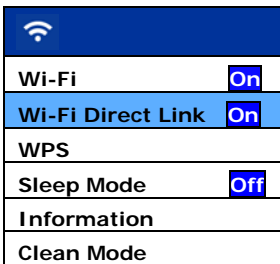 Wi-Fi On
Wi-Fi Direct Link On
WPS
Sleep Mode Off
Information
Clean Mode